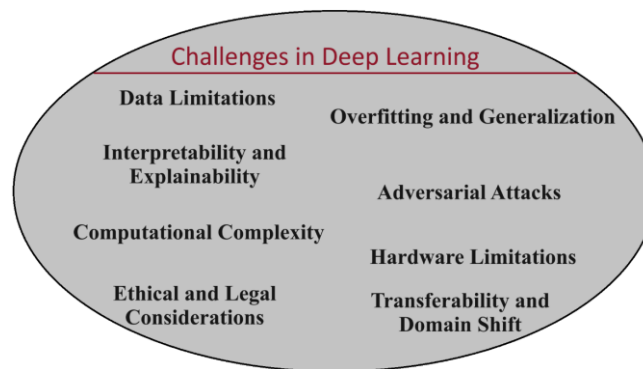 Challenges in Deep Learning
Data Limitations
Interpretability and
Explainability
Computational Complexity
Ethical and Legal
Considerations
Overfitting and Generalization
Adversarial Attacks
Hardware Limitations
Transferability and
Domain Shift